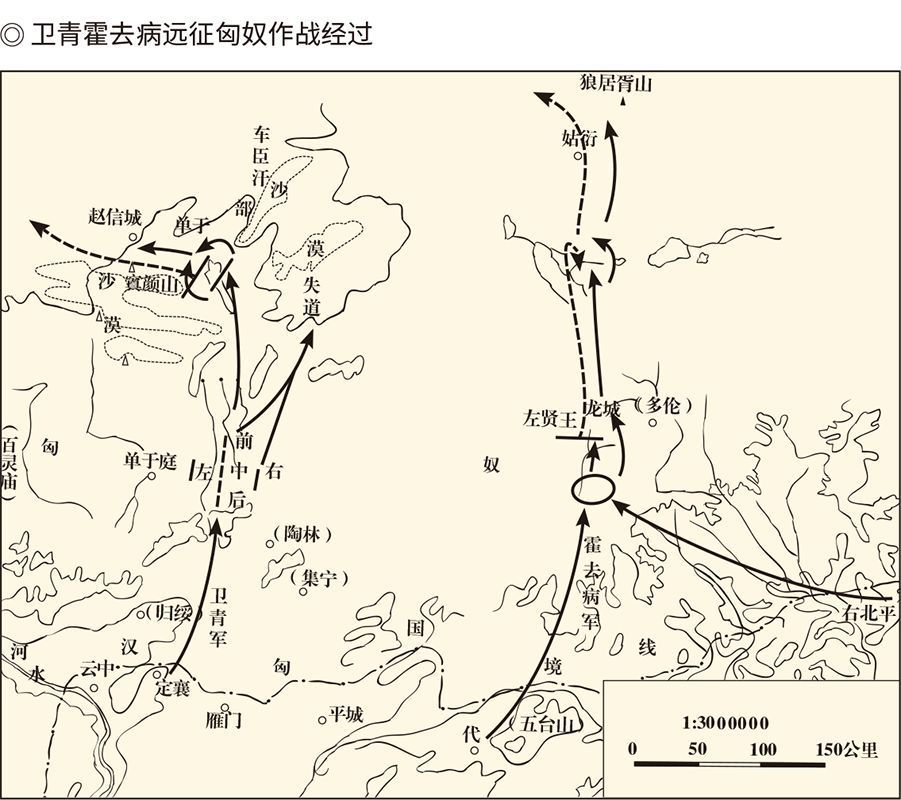 ◎ 卫青霍去病远征匈奴作战经过
狼居胥山
姑衍
车臣汗
部
沙
漠
失道
赵信城
单于
沙
漠
寘颜山
左贤王
龙城
(多伦)
匈
奴
(百灵庙)
单于庭
前
左
中
右
后
(陶林)
(集宁)
(归绥)
卫青军
霍去病军
右北平
汉
匈
国
境
线
河
水
云中
定襄
雁门
平城
代
五台山
1:3000000
0 50 100 150公里